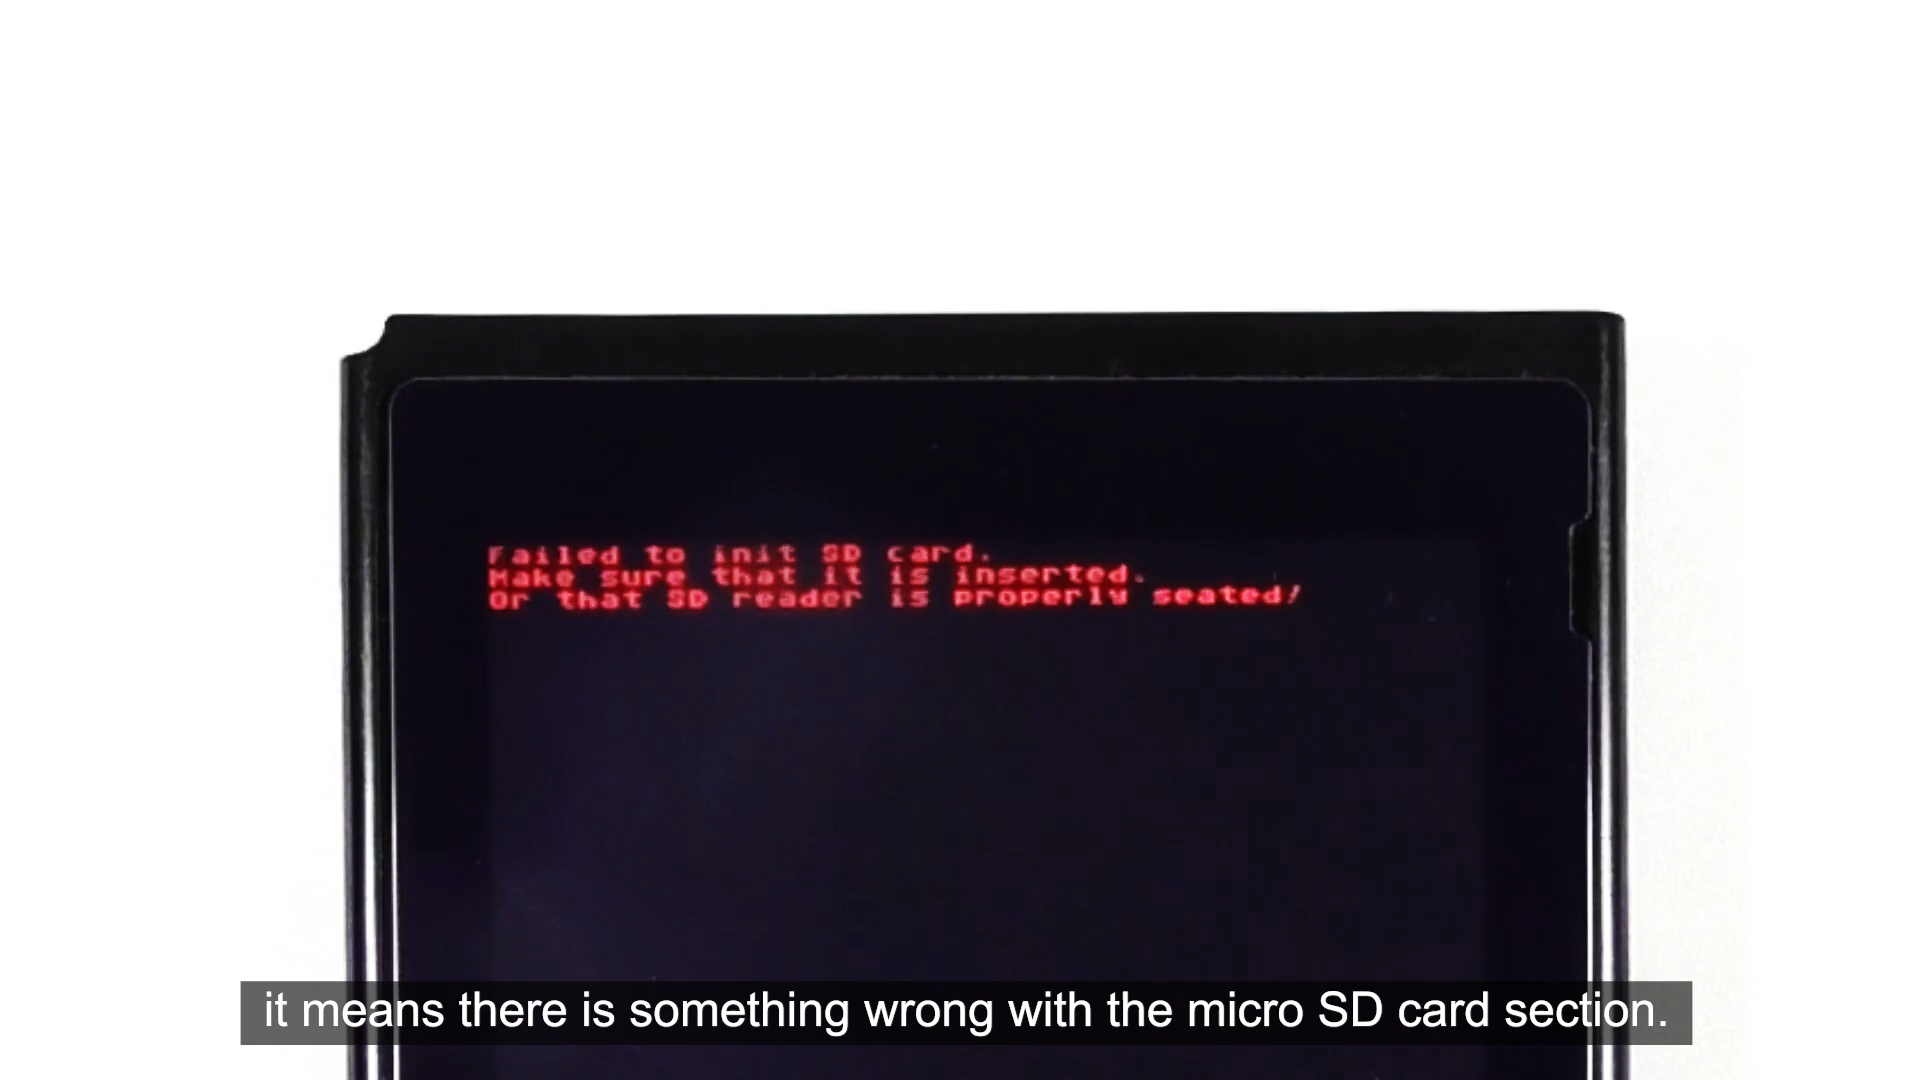 Failed to init SD card.
Make sure that it is inserted.
Or that SD reader is properly seated!
it means there is something wrong with the micro SD card section.